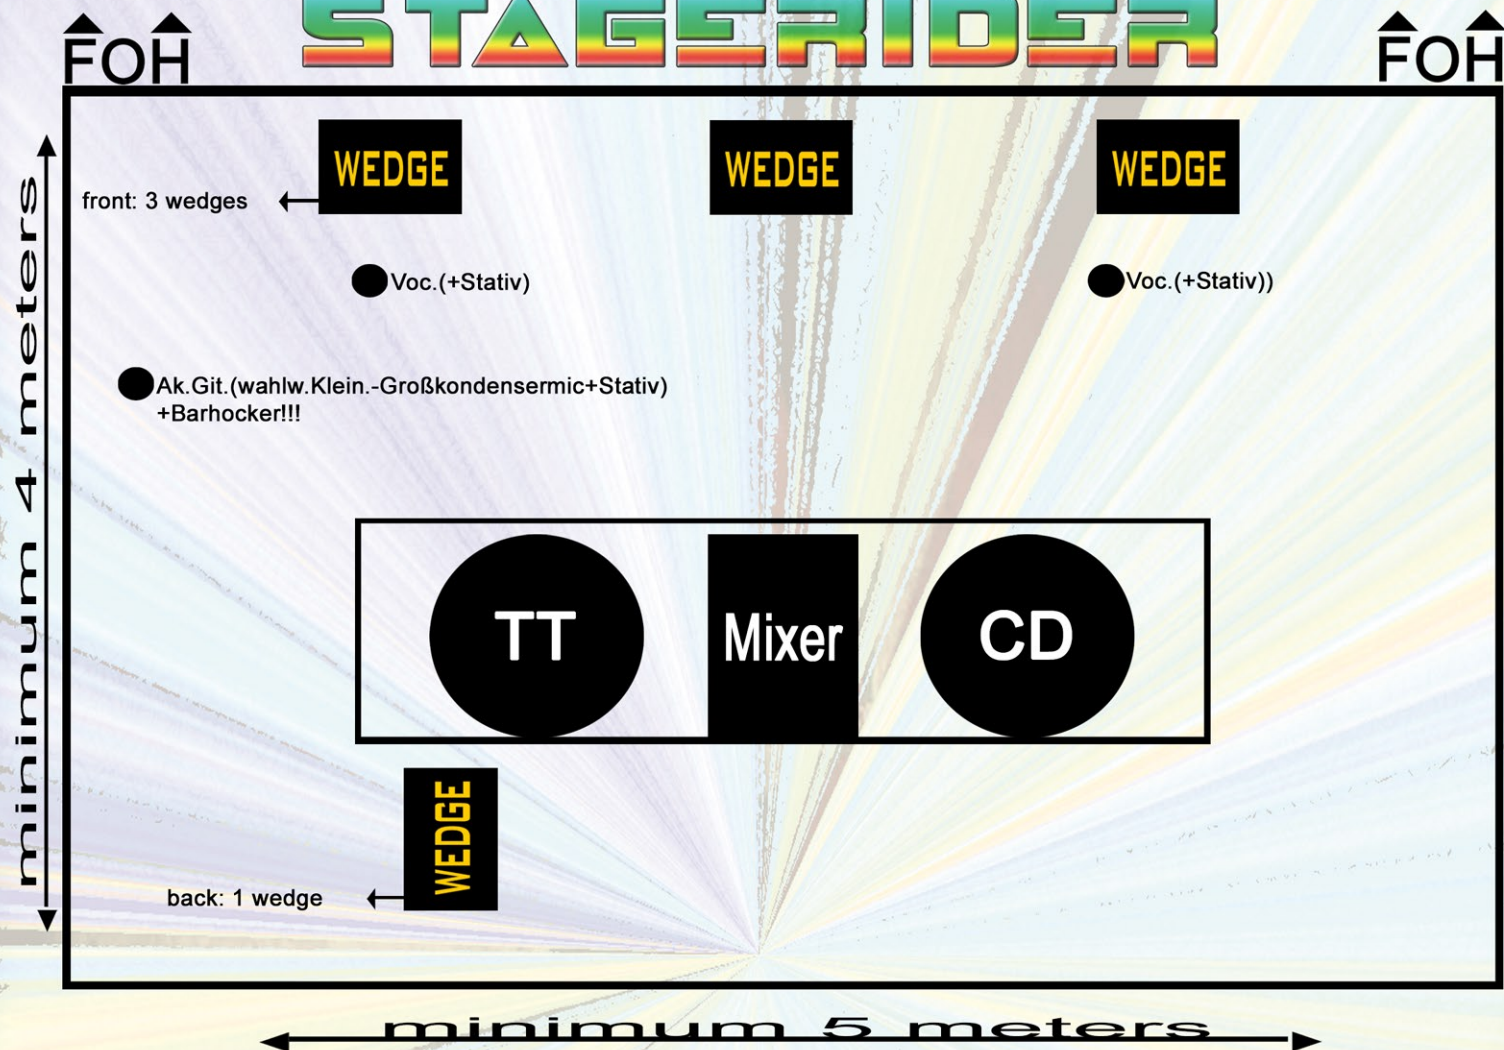 STAGERIDER
FOH
FOH
WEDGE
WEDGE
WEDGE
front: 3 wedges
Voc.(+Stativ)
Voc.(+Stativ))
Ak.Git.(wahlw.Klein.-Großkondensermic+Stativ)
+Barhocker!!!
minimum 4 meters
TT
Mixer
CD
WEDGE
back: 1 wedge
minimum 5 meters